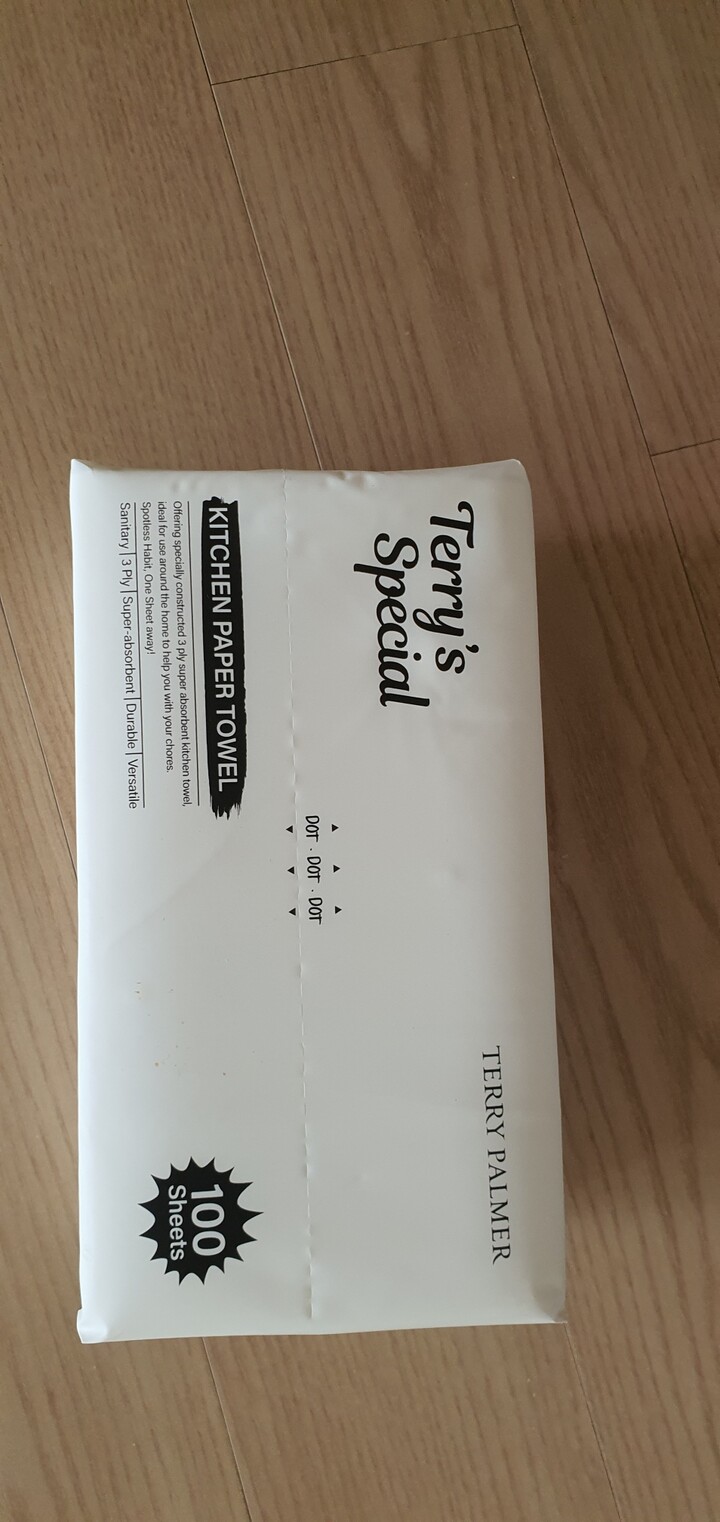 Terry's
Special
TERRY PALMER
DOT · DOT · DOT
KITCHEN PAPER TOWEL
Offering specially constructed 3 ply super absorbent kitchen towel,
ideal for use around the home to help you with your chores.
Spotless Habit, One Sheet away!
Sanitary | 3 Ply | Super-absorbent | Durable | Versatile
100
Sheets